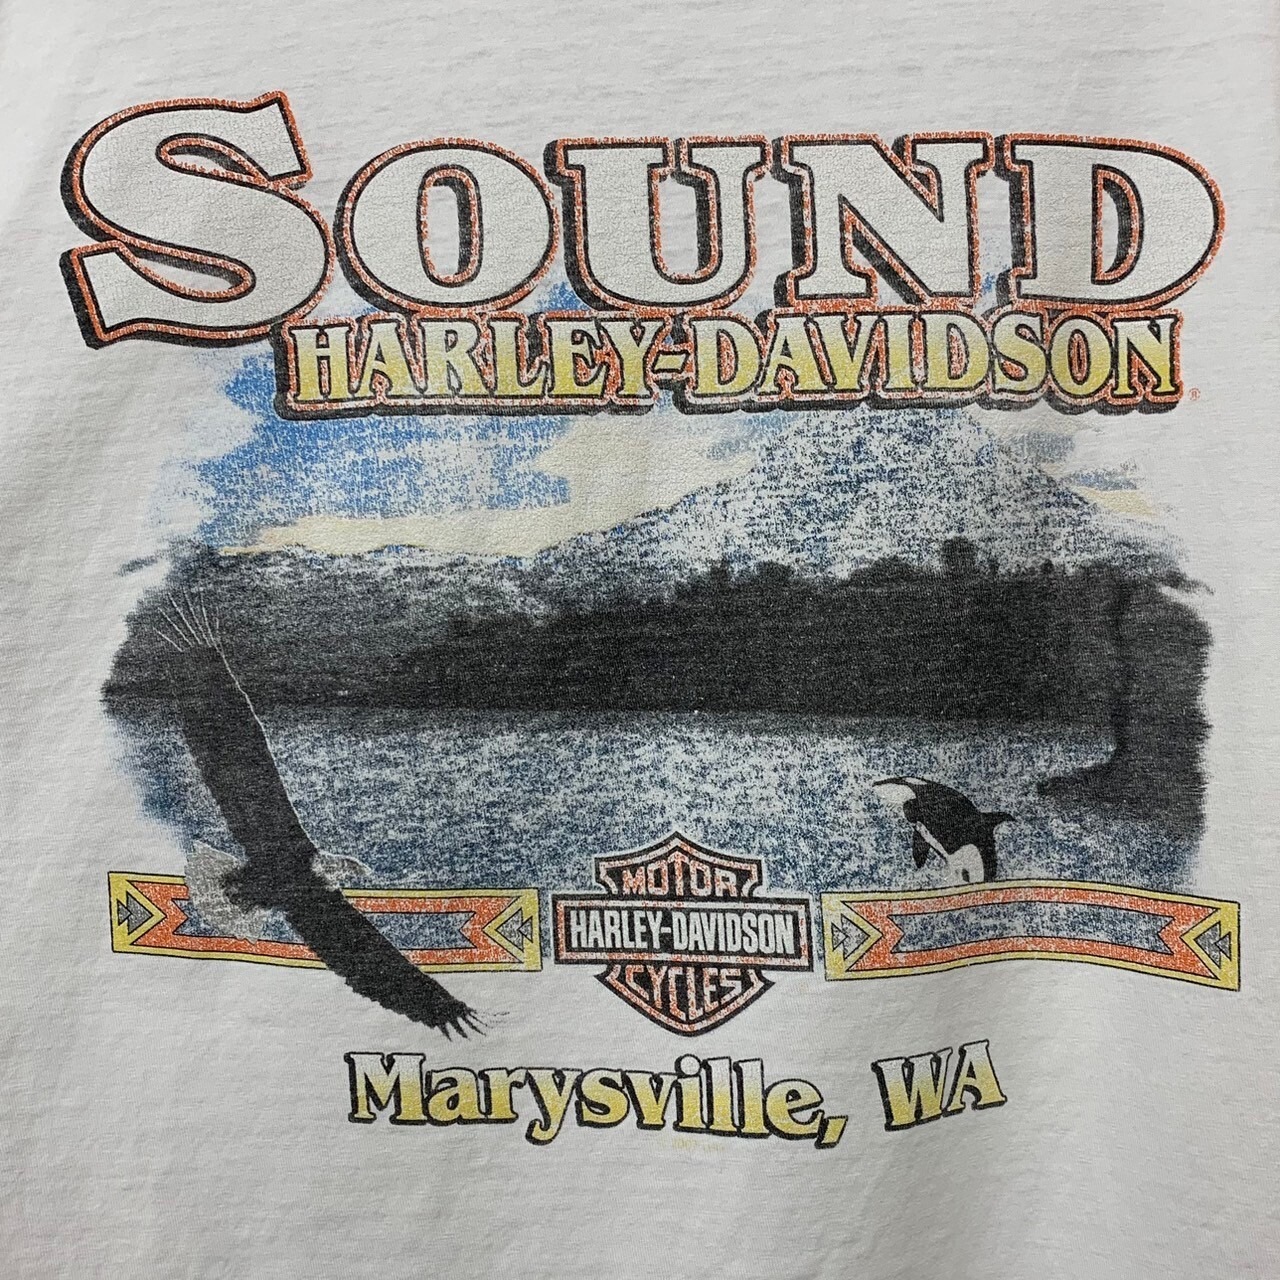 SOUND
HARLEY-DAVIDSON
®
MOTOR
HARLEY-DAVIDSON
CYCLES
Marysville, WA